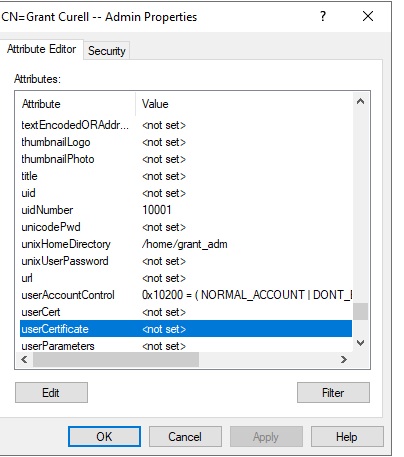 CN=Grant Curell -- Admin Properties ? ×
Attribute Editor Security
Attributes:
Attribute Value
textEncodedORAddr... <not set>
thumbnailLogo <not set>
thumbnailPhoto <not set>
title <not set>
uid <not set>
uidNumber 10001
unicodePwd <not set>
unixHomeDirectory /home/grant_adm
unixUserPassword <not set>
url <not set>
userAccountControl 0x10200 = ( NORMAL_ACCOUNT | DONT_E
userCert <not set>
userCertificate <not set>
userParameters <not set>
Edit Filter
OK Cancel Apply Help